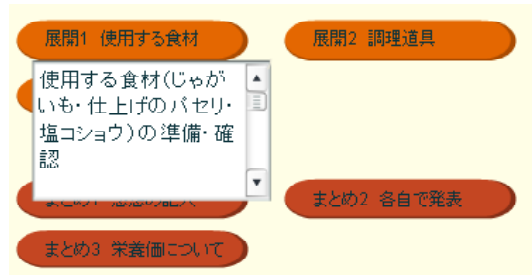 展開1 使用する食材
展開2 調理道具
使用する食材(じゃが
いも・仕上げのパセリ・
塩コショウ)の準備・確
認
まとめ2 各自で発表
まとめ3 栄養価について